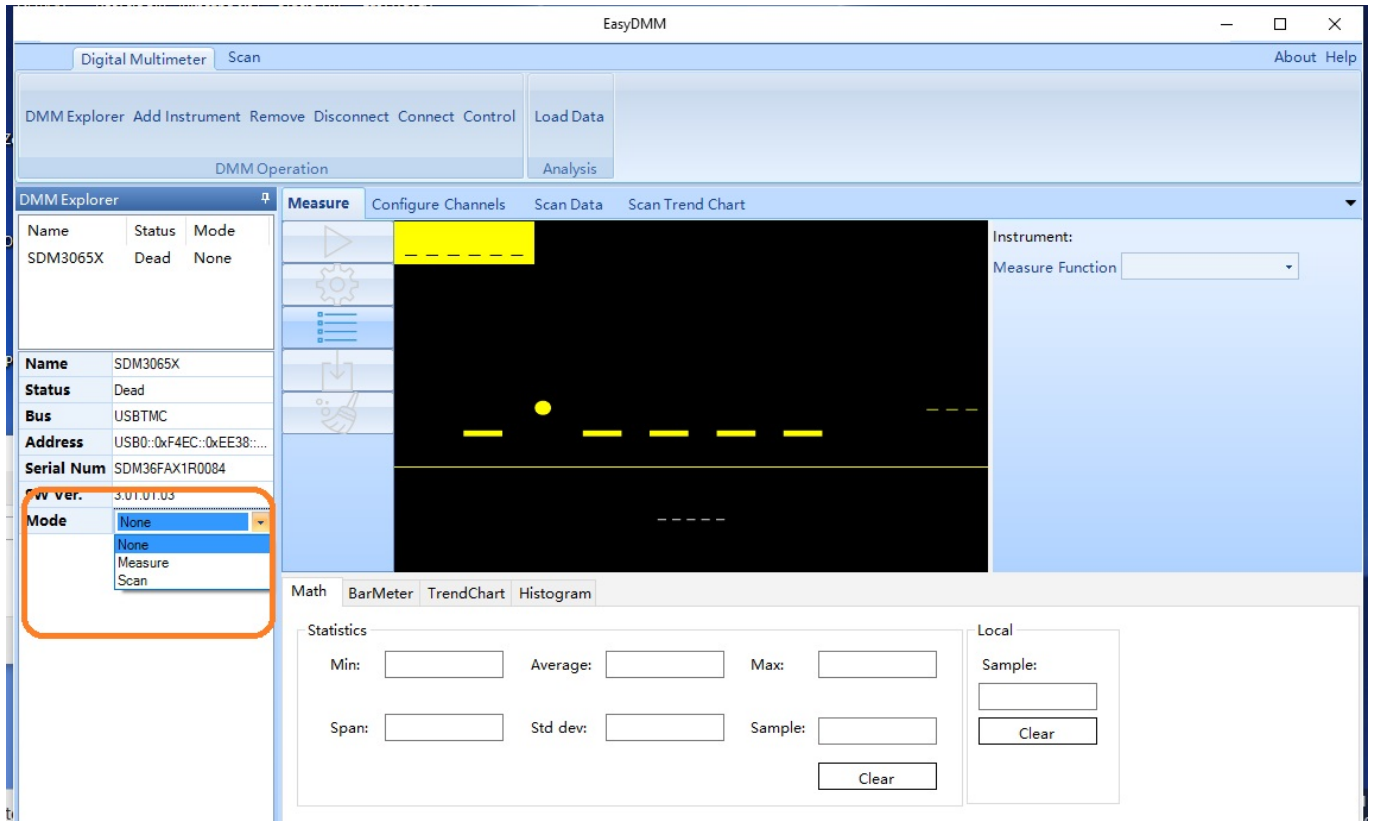 EasyDMM
Digital Multimeter Scan About Help
DMM Explorer Add Instrument Remove Disconnect Connect Control Load Data
DMM Operation Analysis
DMM Explorer
Measure Configure Channels Scan Data Scan Trend Chart
Name Status Mode
SDM3065X Dead None
Instrument:
Measure Function
Name SDM3065X
Status Dead
Bus USBTMC
Address USB0::0xF4EC::0xEE38::...
Serial Num SDM36FAX1R0084
SW Ver. 3.01.01.03
Mode None
None
Measure
Scan
Math BarMeter TrendChart Histogram
Statistics
Min: Average: Max:
Span: Std dev: Sample:
Clear
Local
Sample:
Clear